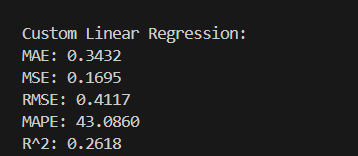 Custom Linear Regression:
MAE: 0.3432
MSE: 0.1695
RMSE: 0.4117
MAPE: 43.0860
R^2: 0.2618